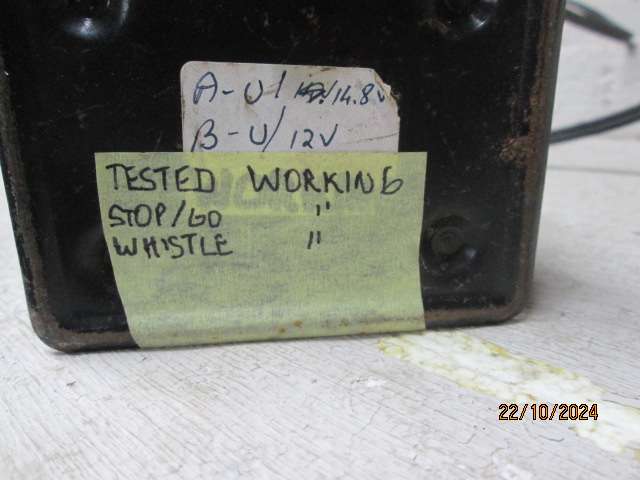 A-U/ 14.8V
B-U/12V
TESTED WORKING
STOP/GO "
WHISTLE "
22/10/2024